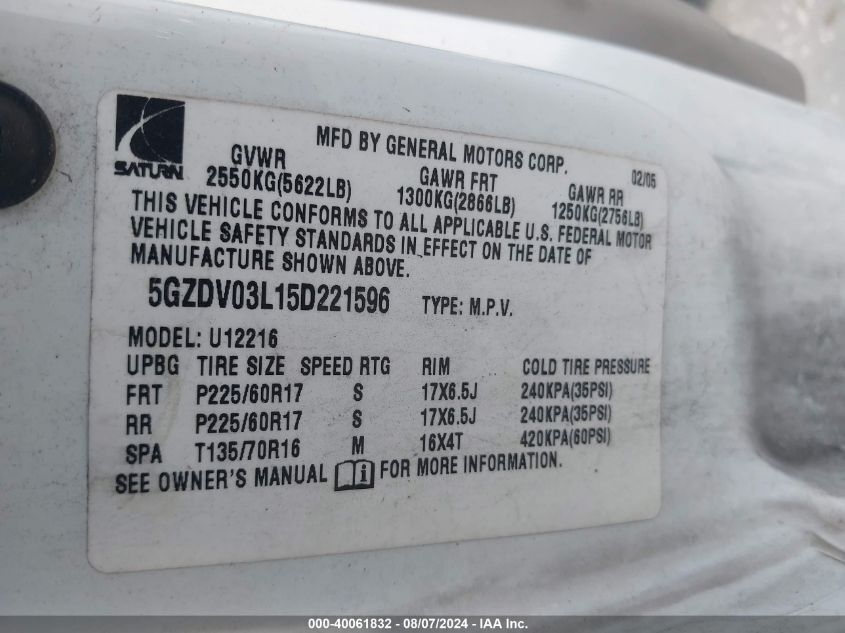 SATURN
MFD BY GENERAL MOTORS CORP. 02/05
GVWR GAWR FRT GAWR RR
2550KG(5622LB) 1300KG(2866LB) 1250KG(2756LB)
THIS VEHICLE CONFORMS TO ALL APPLICABLE U.S. FEDERAL MOTOR
VEHICLE SAFETY STANDARDS IN EFFECT ON THE DATE OF
MANUFACTURE SHOWN ABOVE.
5GZDV03L15D221596 TYPE: M.P.V.
MODEL: U12216
UPBG TIRE SIZE SPEED RTG RIM COLD TIRE PRESSURE
FRT P225/60R17 S 17X6.5J 240KPA(35PSI)
RR P225/60R17 S 17X6.5J 240KPA(35PSI)
SPA T135/70R16 M 16X4T 420KPA(60PSI)
SEE OWNER'S MANUAL i FOR MORE INFORMATION.
000-40061832 - 08/07/2024 - IAA Inc.